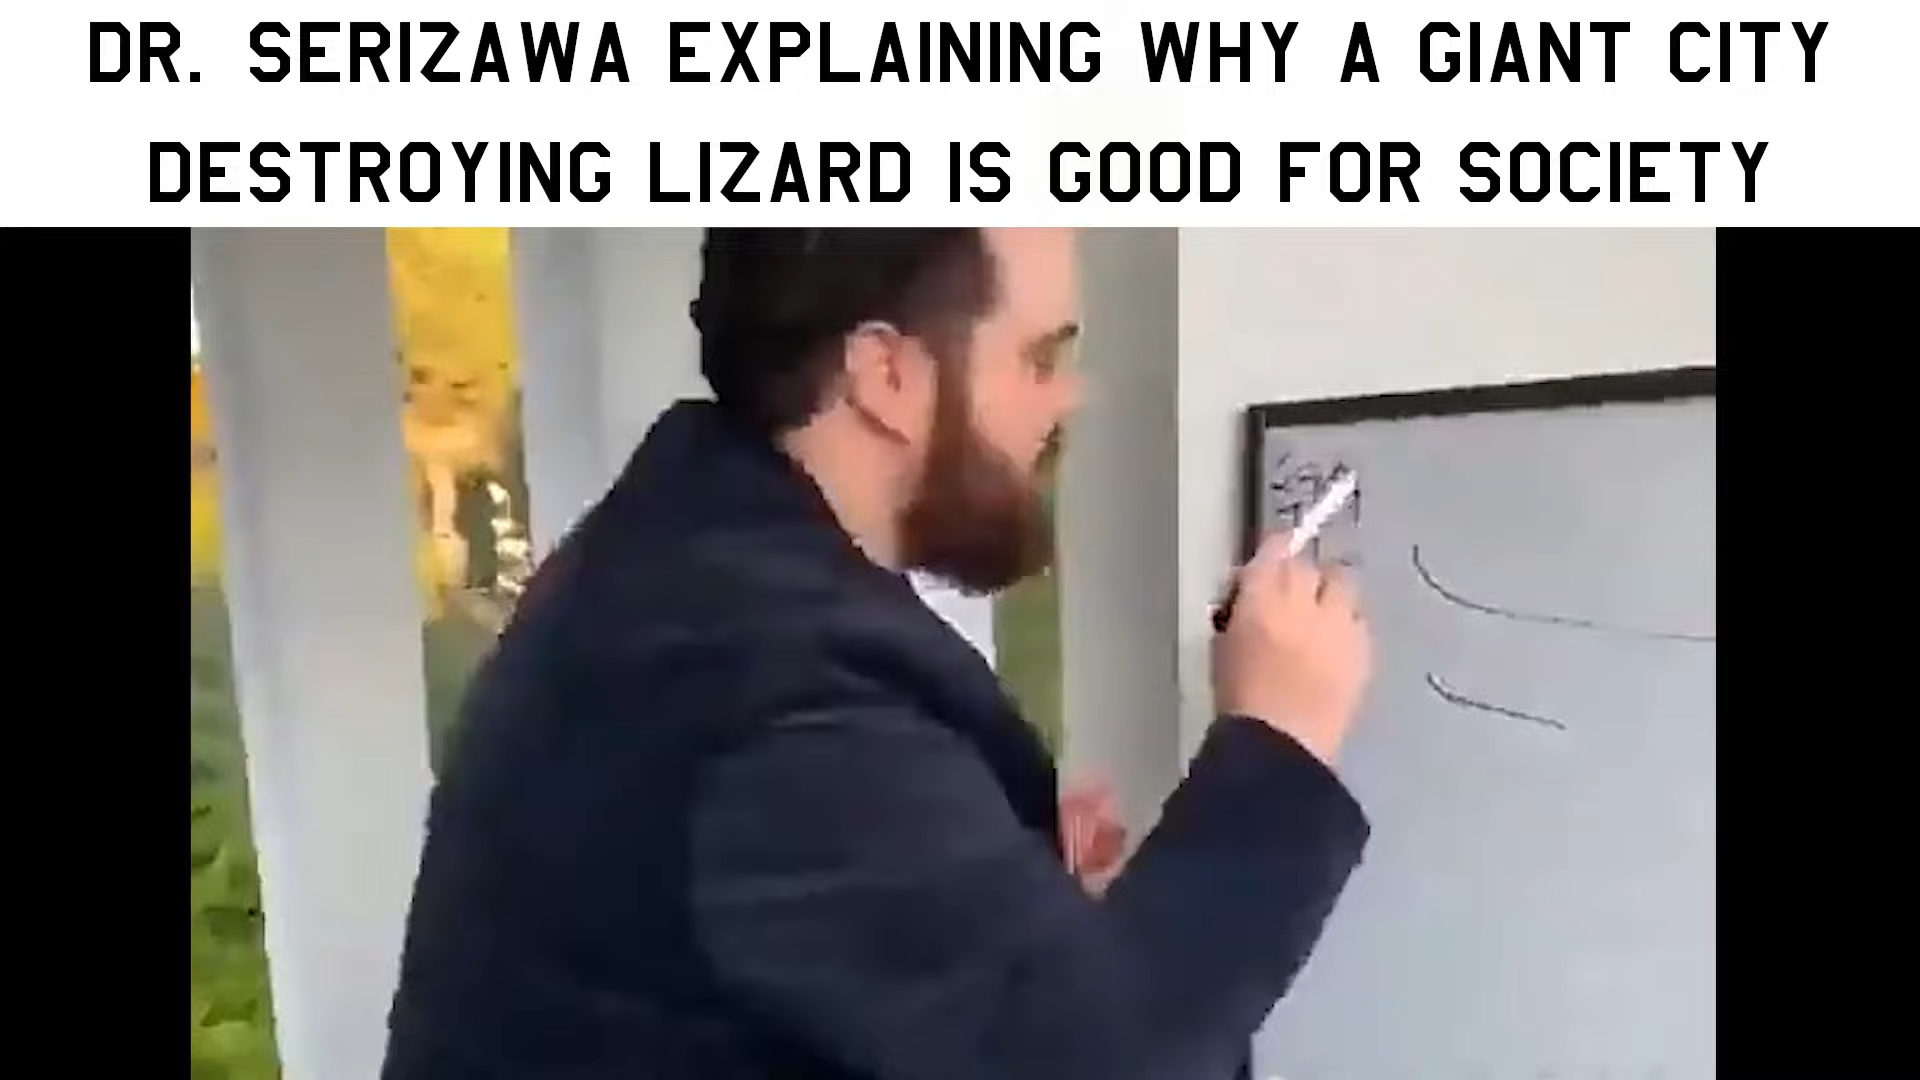 DR. SERIZAWA EXPLAINING WHY A GIANT CITY
DESTROYING LIZARD IS GOOD FOR SOCIETY